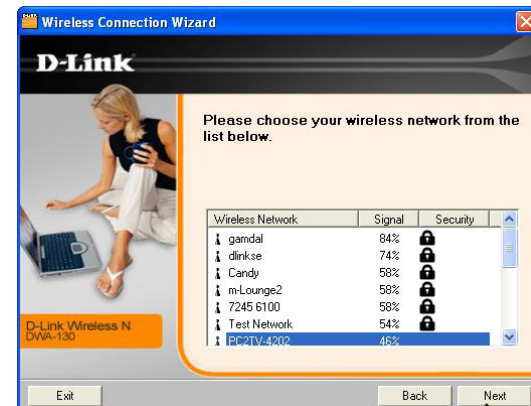 Wireless Connection Wizard
D-Link
Please choose your wireless network from the
list below.
Wireless Network Signal Security
gamdal 84%
dlinkse 74%
Candy 58%
m-Lounge2 58%
7245 6100 58%
Test Network 54%
PC2TV-4202 46%
D-Link Wireless N
DWA-130
Exit Back Next